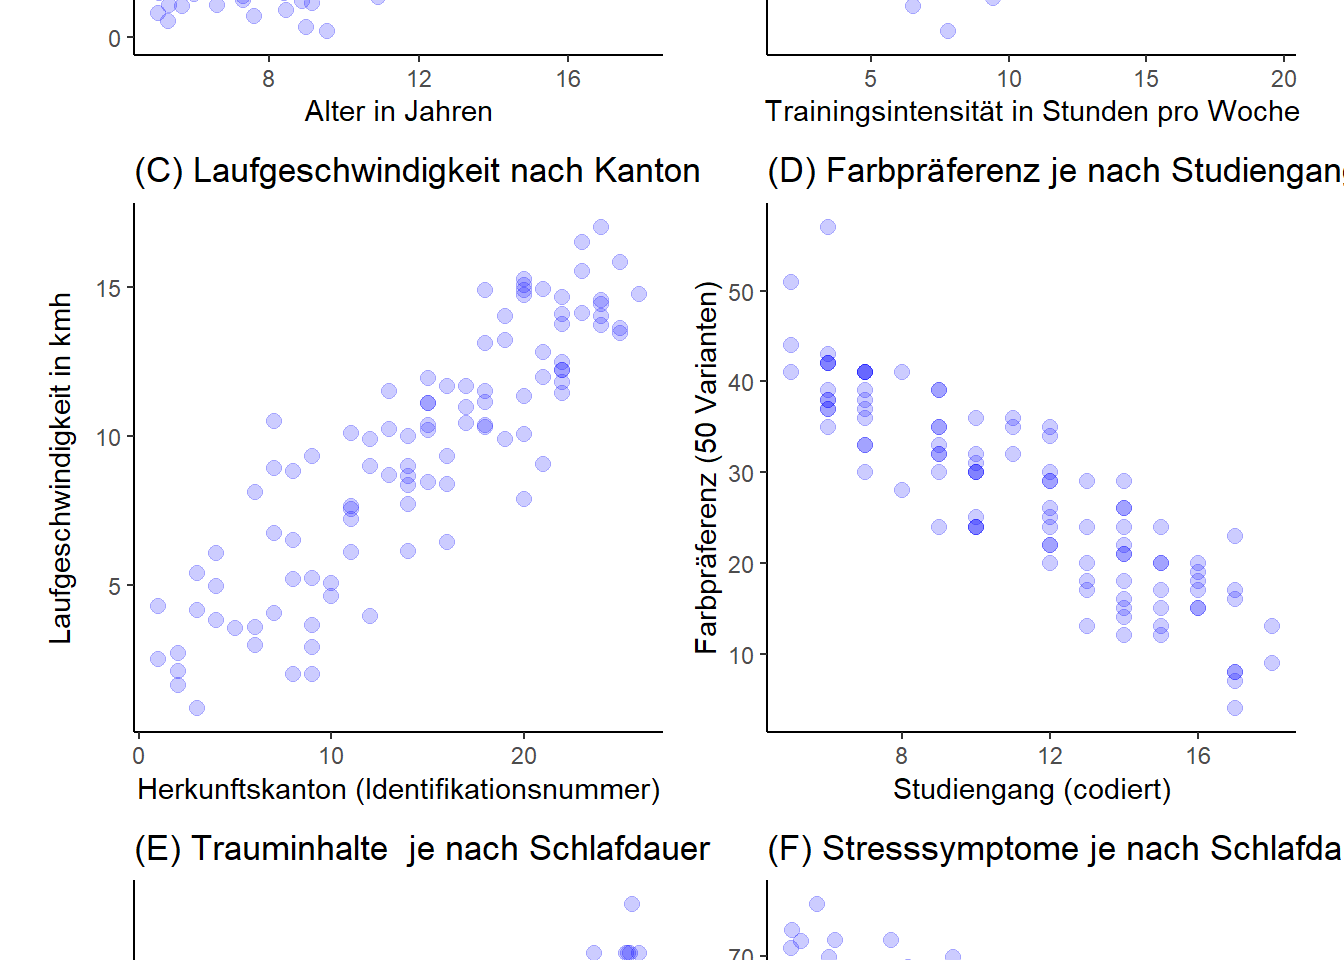 0
8 12 16
Alter in Jahren
5 10 15 20
Trainingsintensität in Stunden pro Woche
(C) Laufgeschwindigkeit nach Kanton
Laufgeschwindigkeit in kmh
15
10
5
0 10 20
Herkunftskanton (Identifikationsnummer)
(D) Farbpräferenz je nach Studiengang
Farbpräferenz (50 Varianten)
50
40
30
20
10
8 12 16
Studiengang (codiert)
(E) Trauminhalte  je nach Schlafdauer
(F) Stresssymptome je nach Schlafda
70